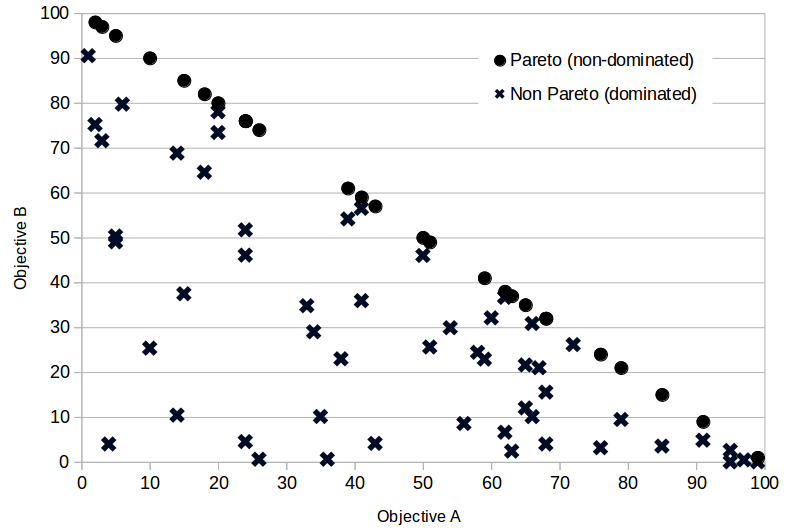 100
90
80
70
60
50
40
30
20
10
0
Objective B
Pareto (non-dominated)
Non Pareto (dominated)
0 10 20 30 40 50 60 70 80 90 100
Objective A